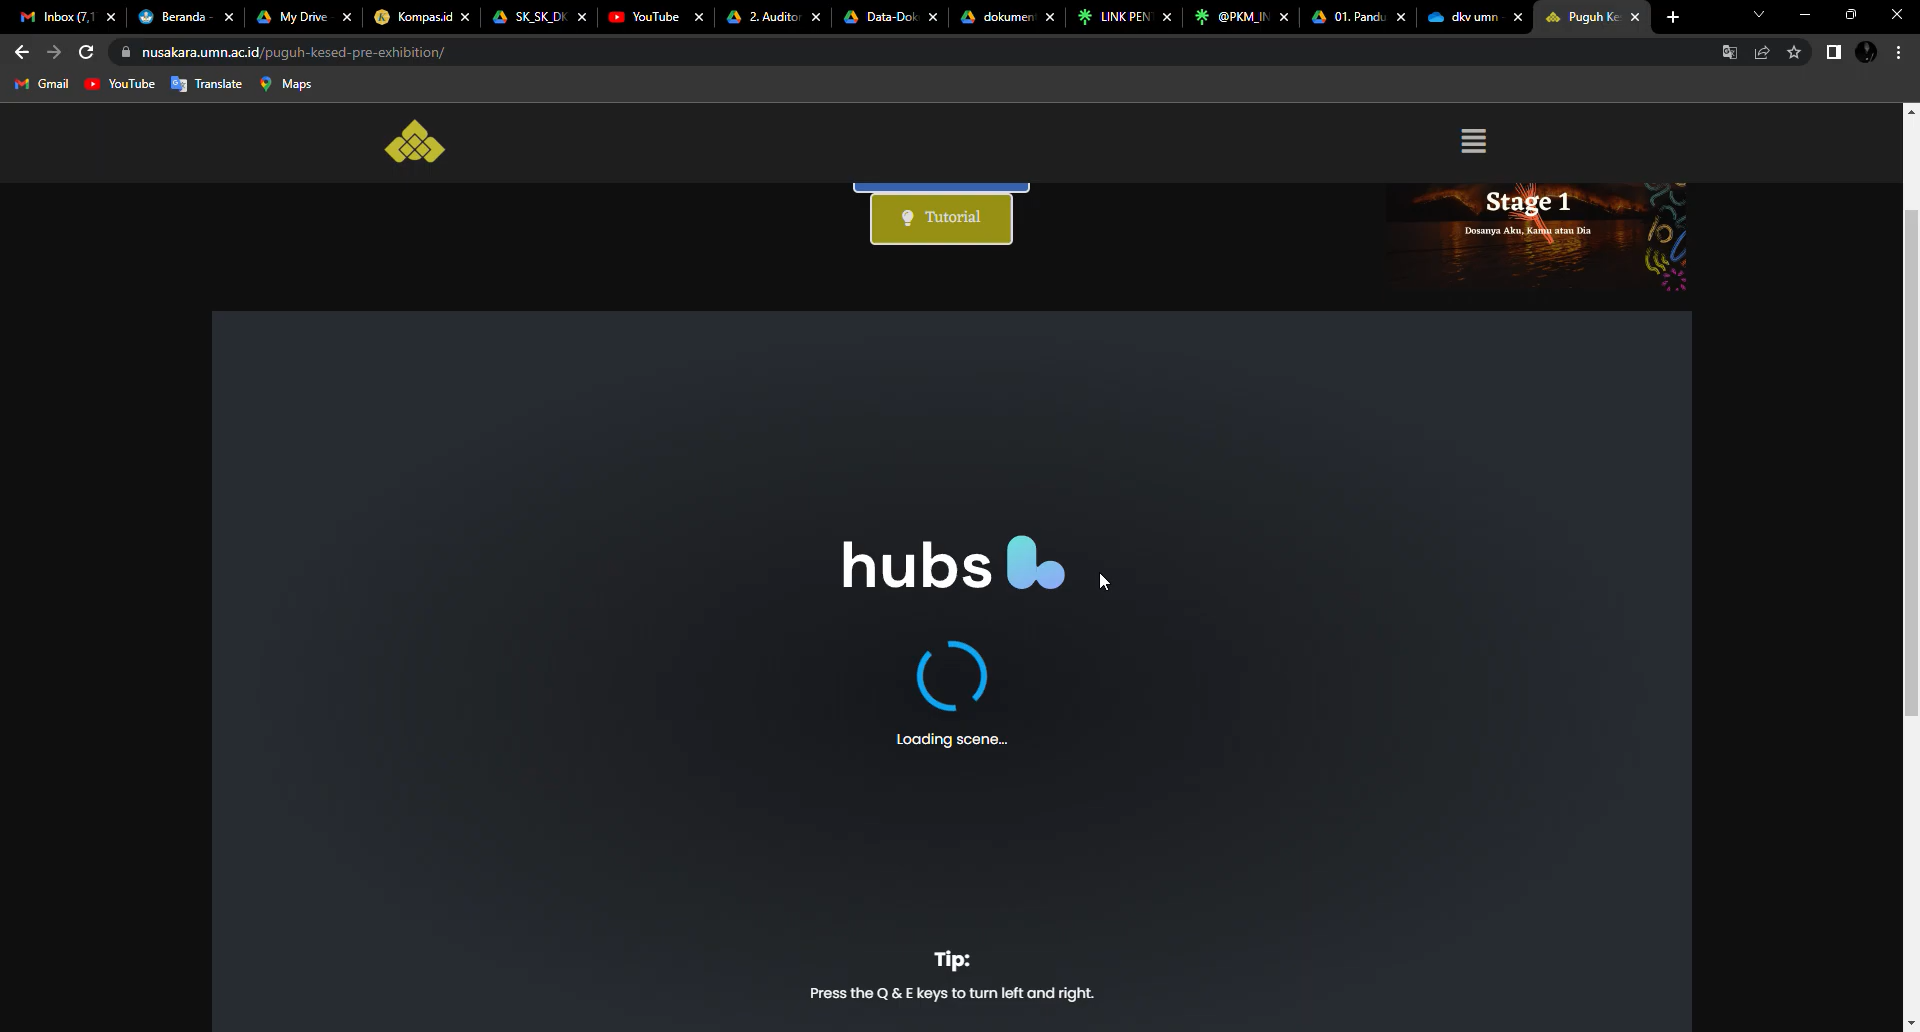 Inbox (7,1
Beranda -
My Drive -
Kompas.id
SK_SK_DK
YouTube
2. Auditor
Data-Dok
dokumen
LINK PENT
@PKM_IN
01. Pandu
dkv umn -
Puguh Ke
nusakara.umn.ac.id/puguh-kesed-pre-exhibition/
Gmail
YouTube
Translate
Maps
Tutorial
Stage 1
Dosanya Aku, Kamu atau Dia
hubs
Loading scene...
Tip:
Press the Q & E keys to turn left and right.